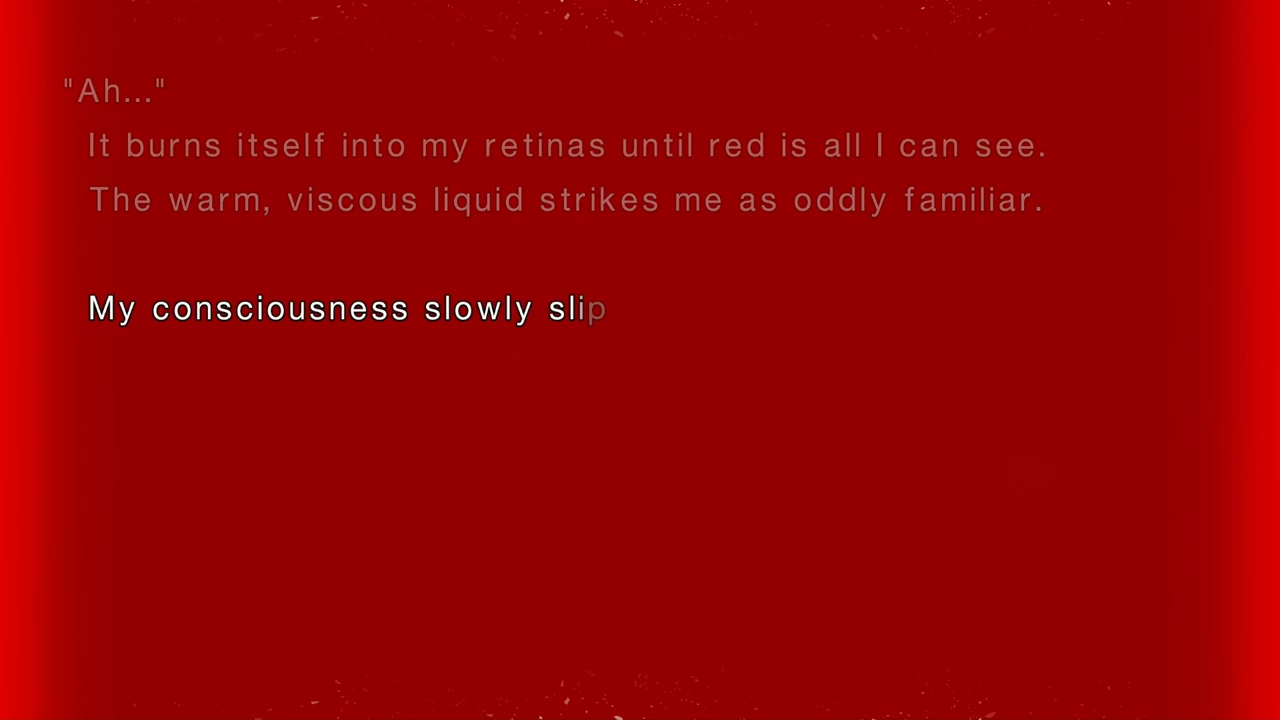 "Ah..."
It burns itself into my retinas until red is all I can see.
The warm, viscous liquid strikes me as oddly familiar.
My consciousness slowly slip